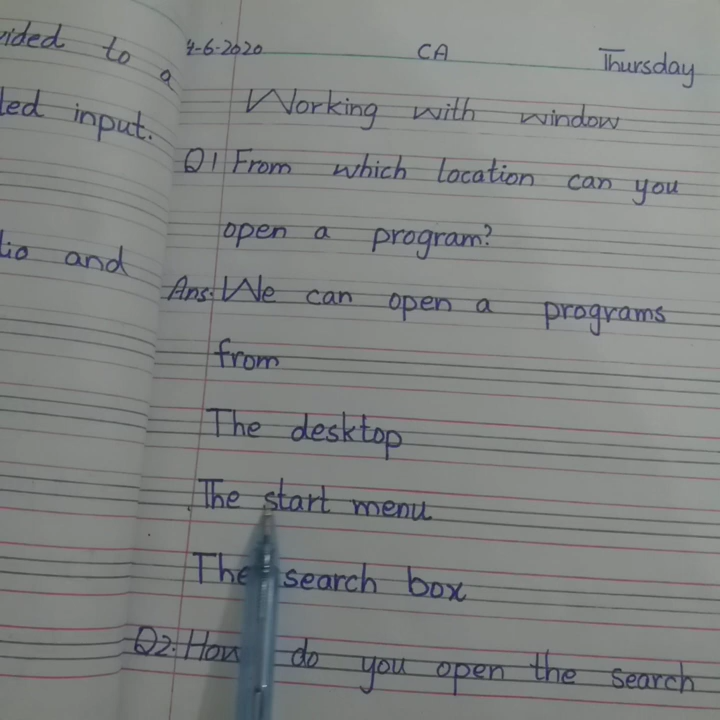 vided to a
led input.
lio and
4-6-2020 CA Thursday
Working with window
Q1 From which location can you
open a program?
Ans. We can open a programs
from
The desktop
The start menu
The search box
Q2. How do you open the search